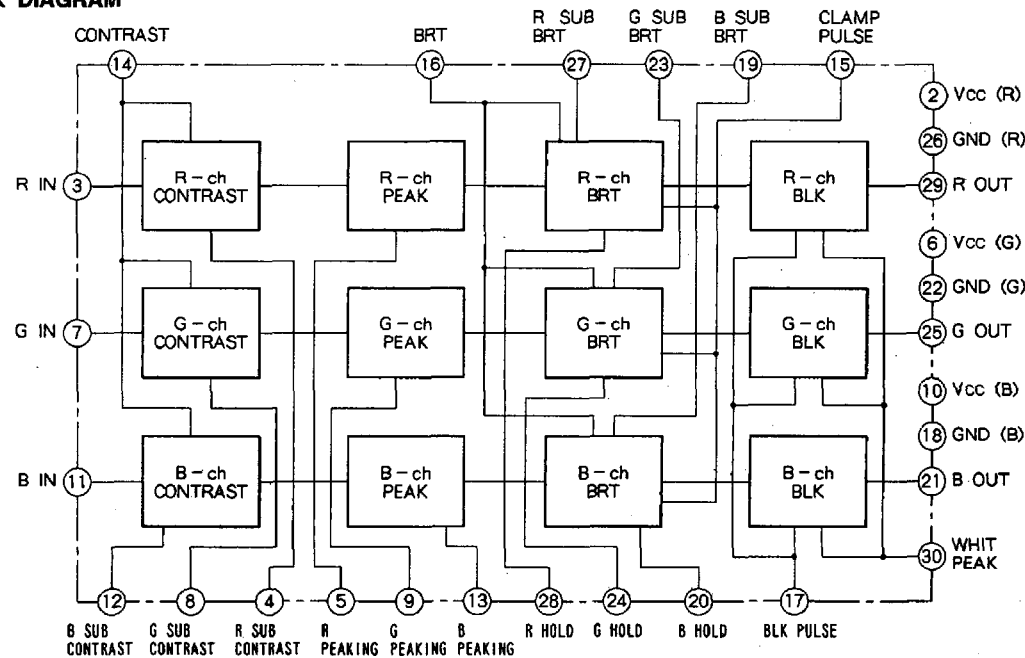 DIAGRAM
CONTRAST
BRT
R SUB
BRT
G SUB
BRT
B SUB
BRT
CLAMP
PULSE
14
16
27
23
19
15
2 VCC (R)
26 GND (R)
R IN 3
R-ch
CONTRAST
R-ch
PEAK
R-ch
BRT
R-ch
BLK
29 R OUT
6 VCC (G)
22 GND (G)
G IN 7
G-ch
CONTRAST
G-ch
PEAK
G-ch
BRT
G-ch
BLK
25 G OUT
10 VCC (B)
18 GND (B)
B IN 11
B-ch
CONTRAST
B-ch
PEAK
B-ch
BRT
B-ch
BLK
21 B OUT
30 WHIT
PEAK
12
8
4
5
9
13
28
24
20
17
B SUB
CONTRAST
G SUB
CONTRAST
R SUB
CONTRAST
R
PEAKING
G
PEAKING
B
PEAKING
R HOLD
G HOLD
B HOLD
BLK PULSE